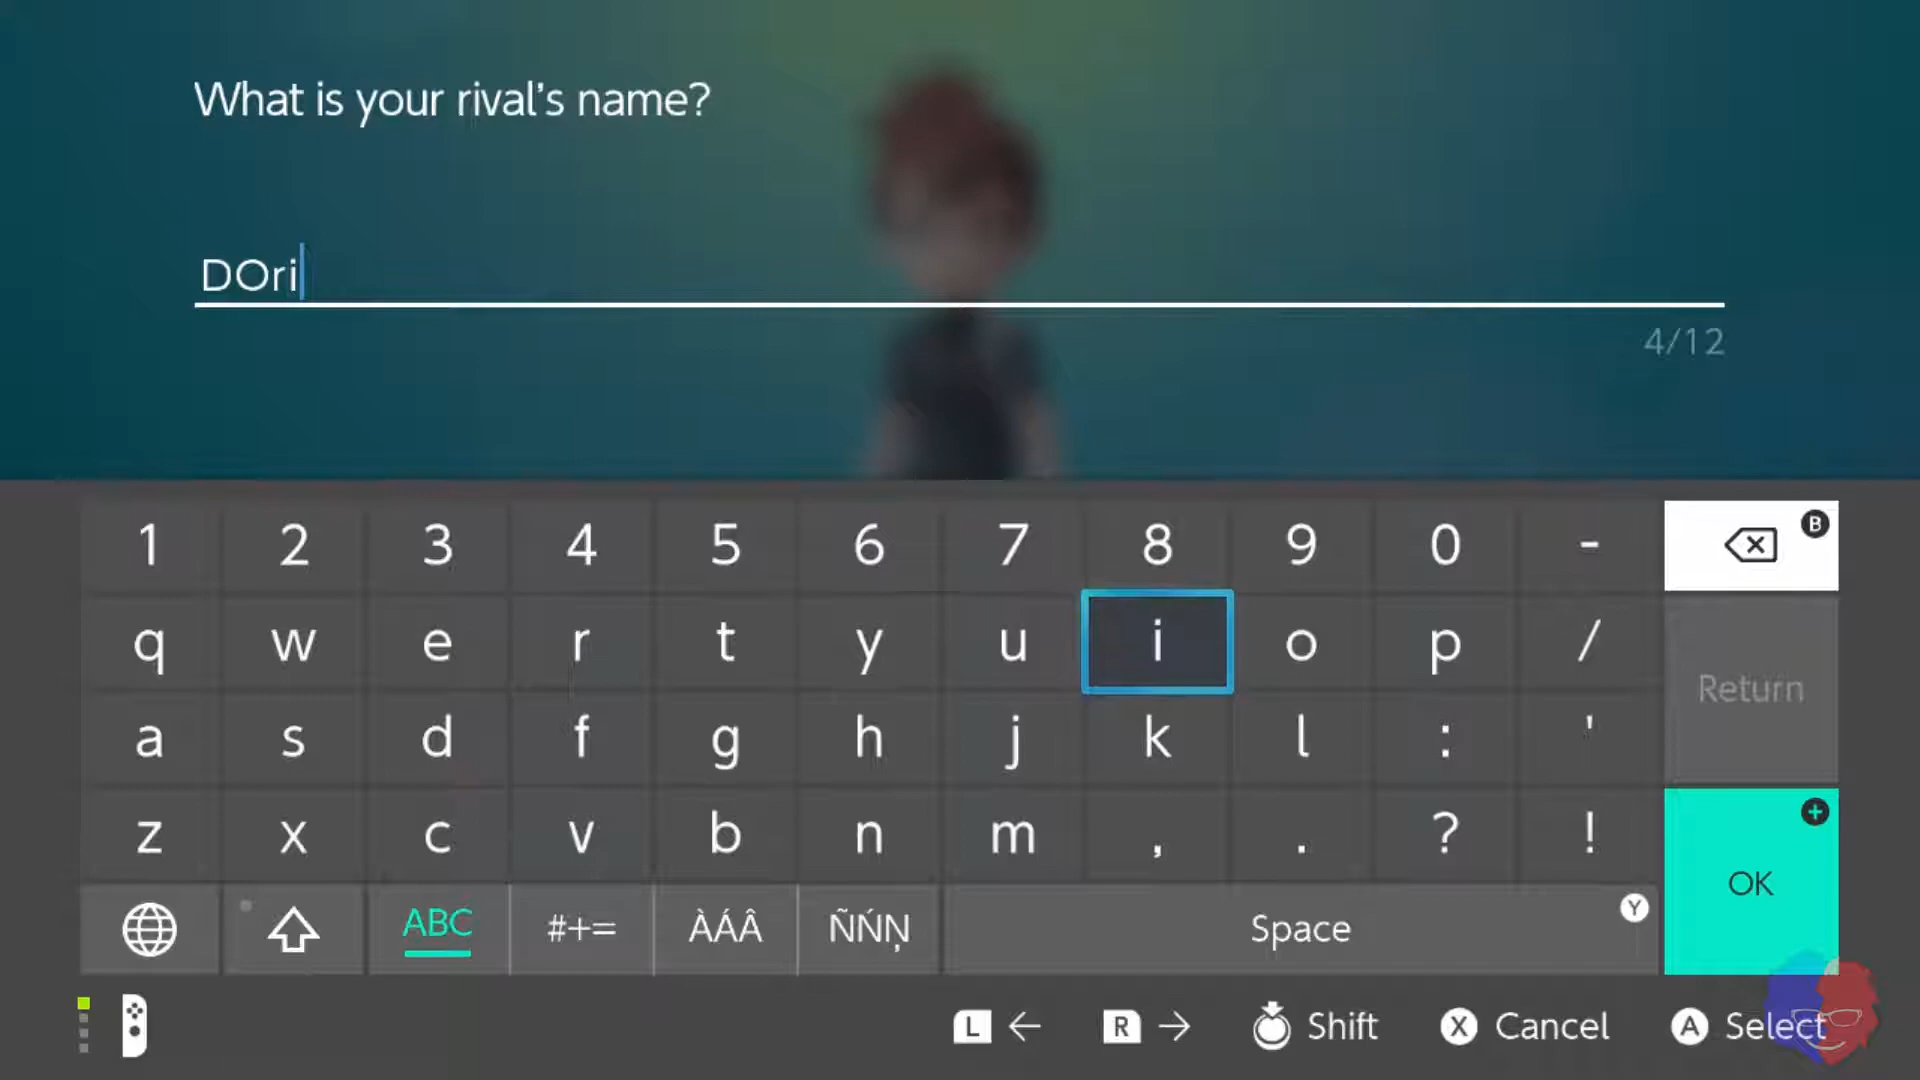 What is your rival's name?
DOri
4/12
1 2 3 4 5 6 7 8 9 0 - B
q w e r t y u i o p / Return
a s d f g h j k l : '
z x c v b n m , . ? ! + OK
ABC #+= ÀÁÂ ÑŃŅ Space Y
L ← R → Shift X Cancel A Select